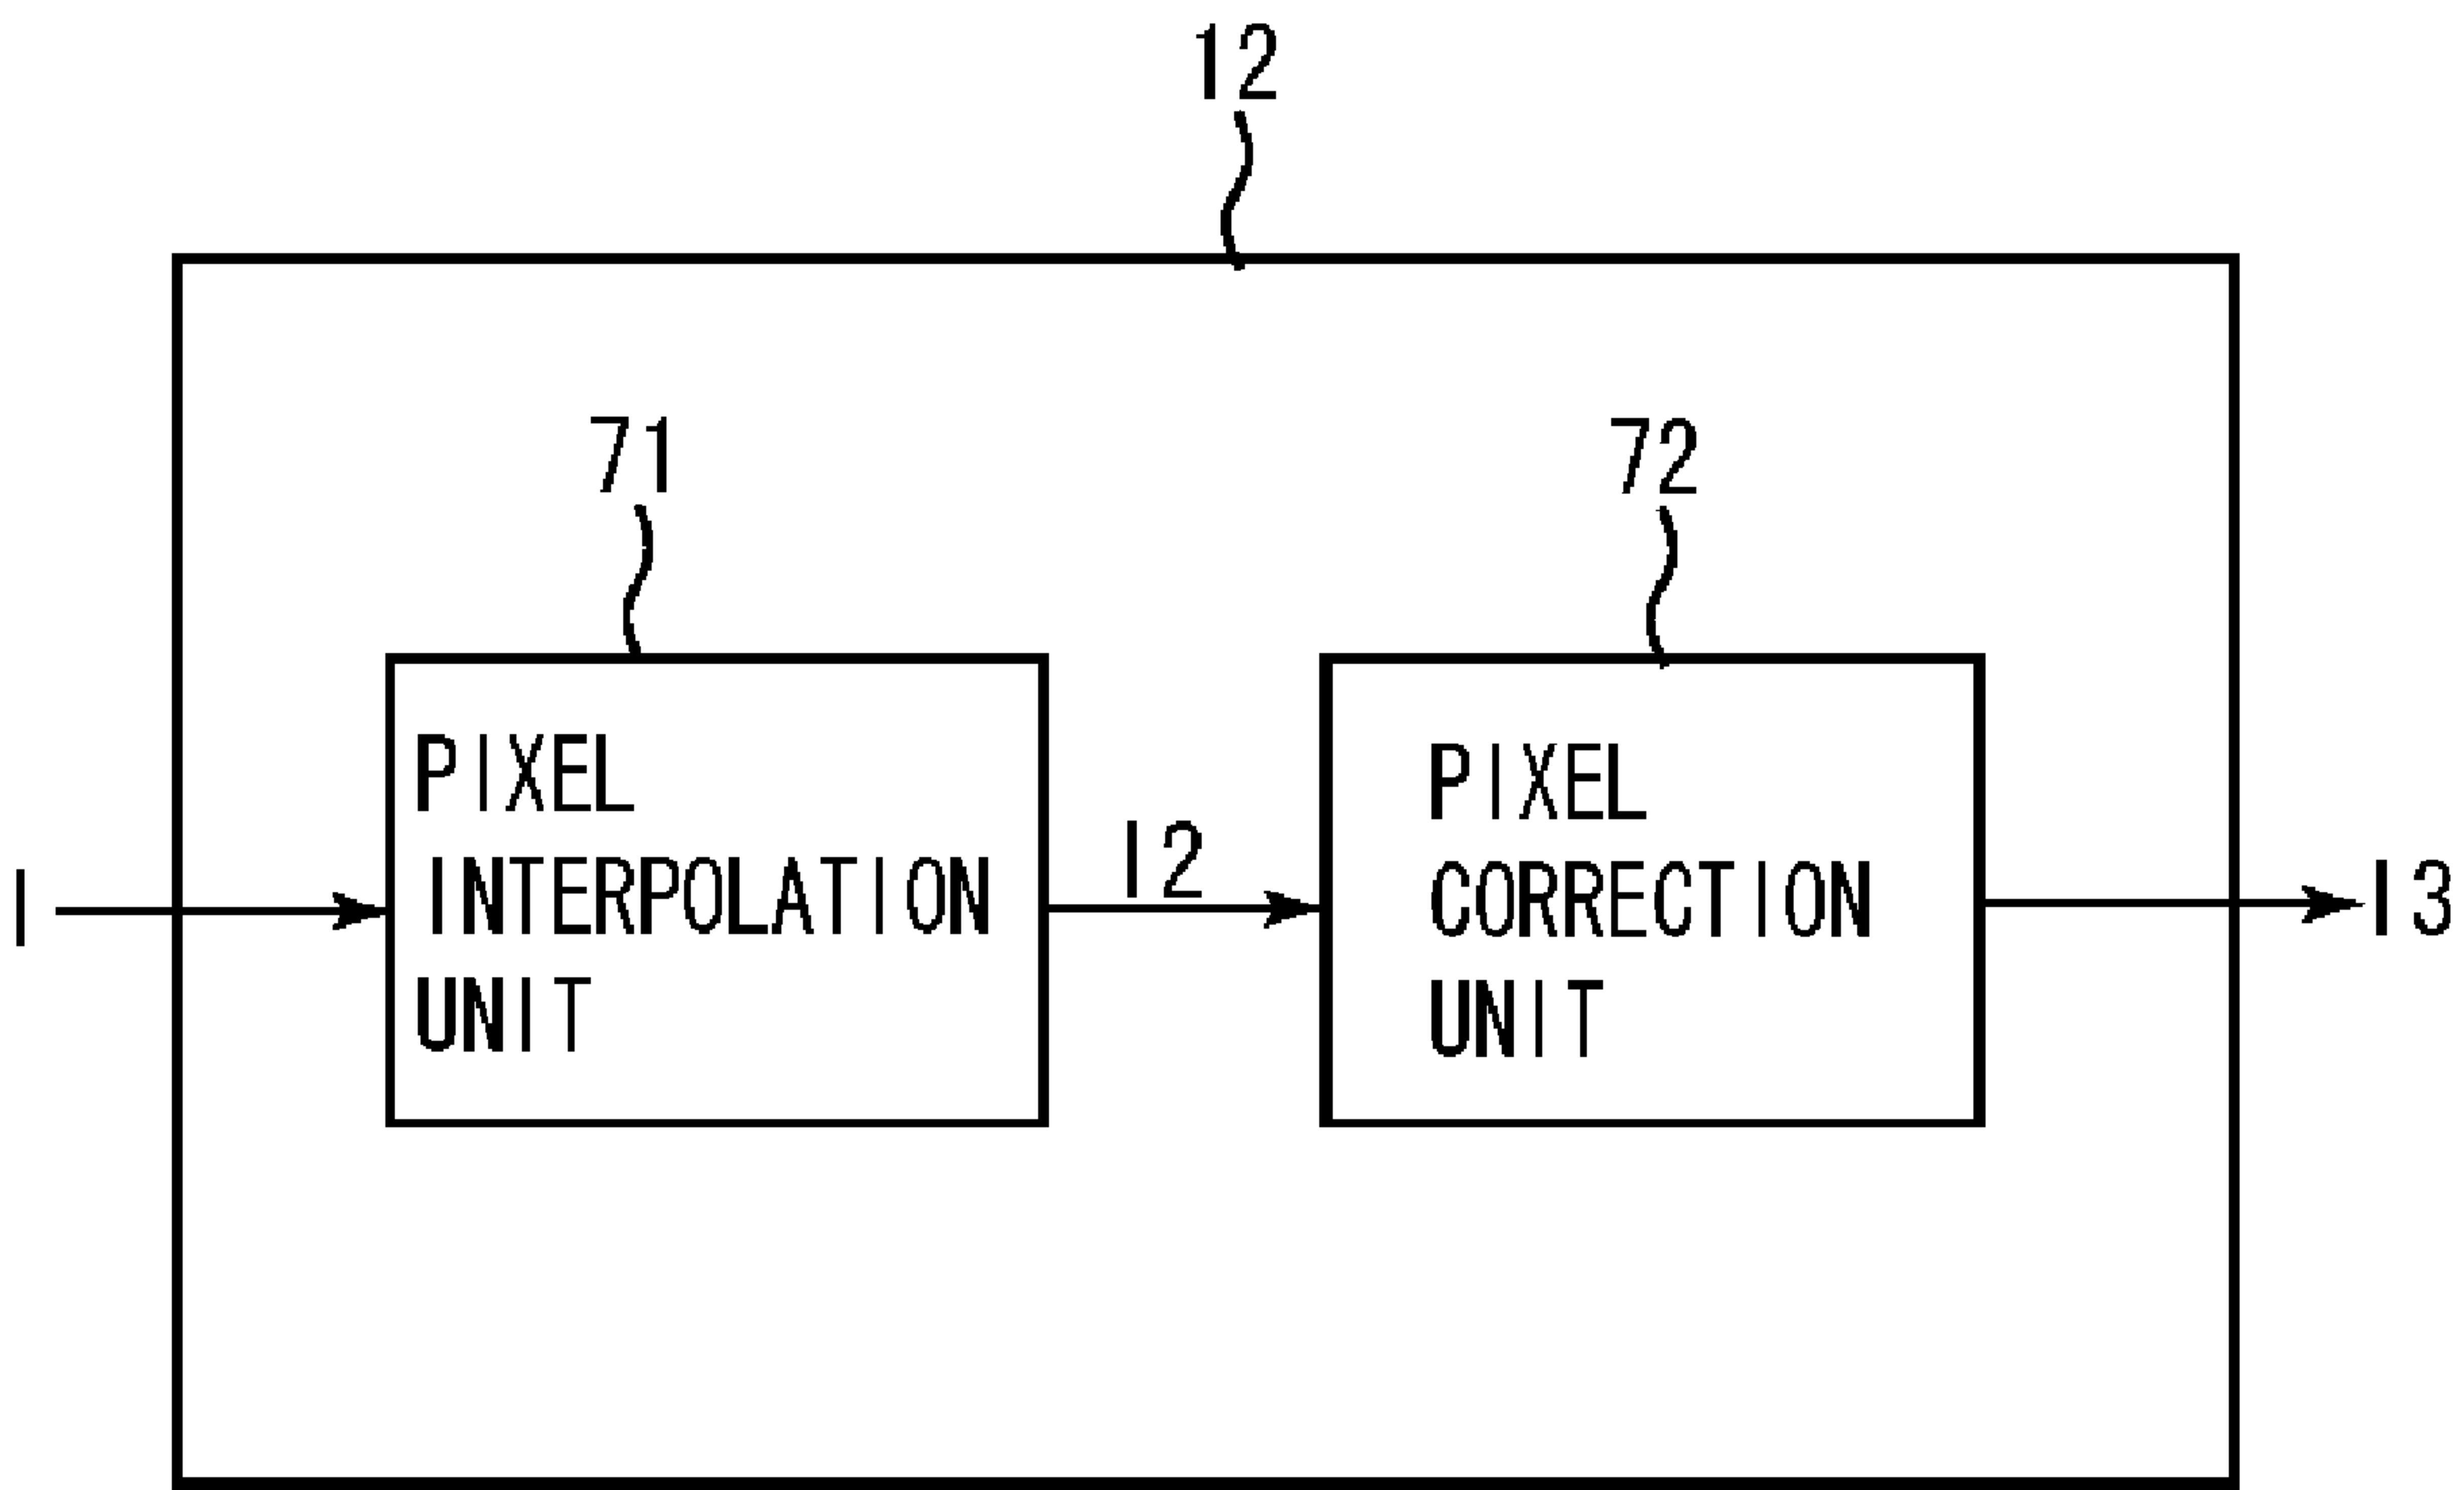 12
71
72
PIXEL
INTERPOLATION
UNIT
PIXEL
CORRECTION
UNIT
I
I2
I3